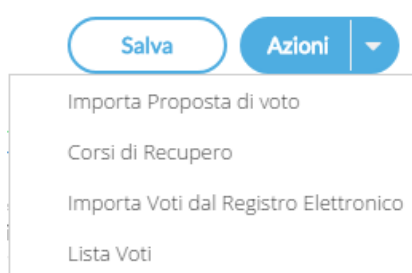 Salva
Azioni
Importa Proposta di voto
Corsi di Recupero
Importa Voti dal Registro Elettronico
Lista Voti